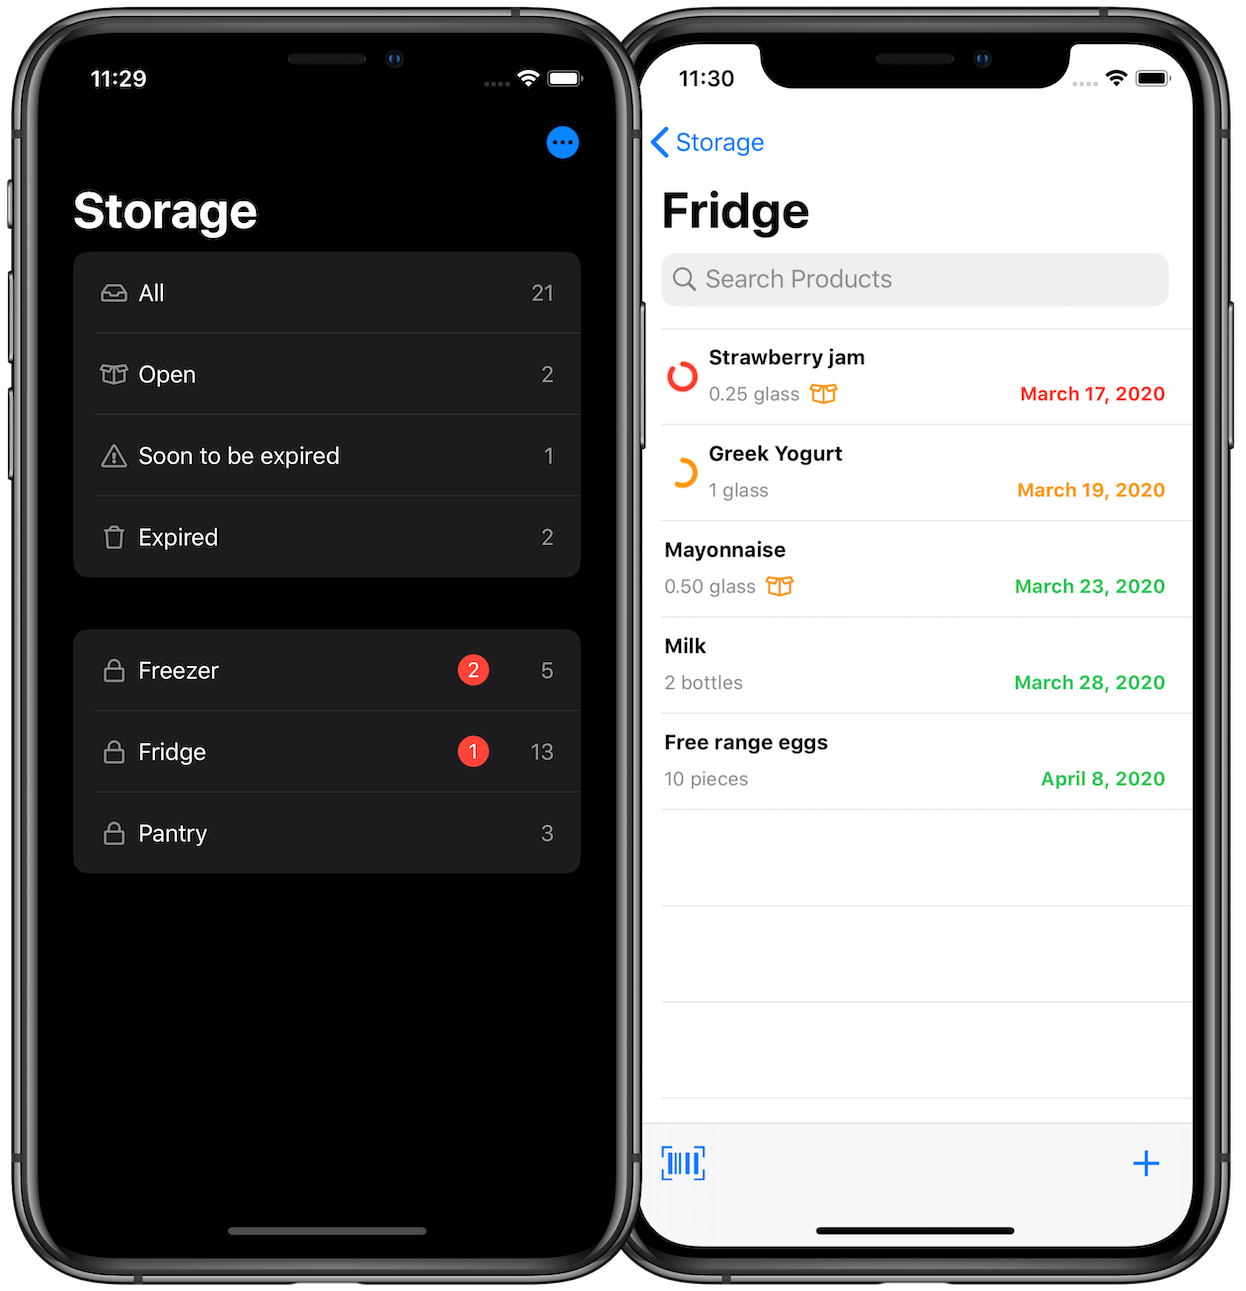 11:29
Storage
All 21
Open 2
Soon to be expired 1
Expired 2
Freezer 2 5
Fridge 1 13
Pantry 3
11:30
Storage
Fridge
Search Products
Strawberry jam
0.25 glass March 17, 2020
Greek Yogurt
1 glass March 19, 2020
Mayonnaise
0.50 glass March 23, 2020
Milk
2 bottles March 28, 2020
Free range eggs
10 pieces April 8, 2020